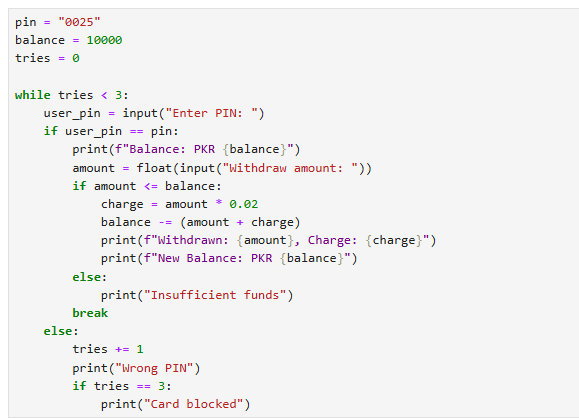 pin = "0025"
balance = 10000
tries = 0

while tries < 3:
    user_pin = input("Enter PIN: ")
    if user_pin == pin:
        print(f"Balance: PKR {balance}")
        amount = float(input("Withdraw amount: "))
        if amount <= balance:
            charge = amount * 0.02
            balance -= (amount + charge)
            print(f"Withdrawn: {amount}, Charge: {charge}")
            print(f"New Balance: PKR {balance}")
        else:
            print("Insufficient funds")
        break
    else:
        tries += 1
        print("Wrong PIN")
        if tries == 3:
            print("Card blocked")